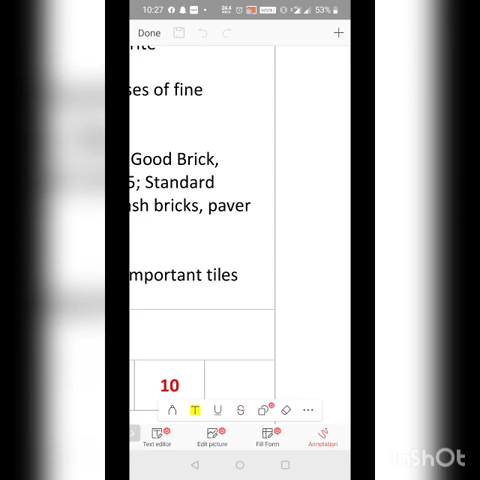 10:27
53%
Done
ses of fine
Good Brick,
5; Standard
ash bricks, paver
mportant tiles
10
T U S
Text editor Edit picture Fill Form Annotation
InShOt